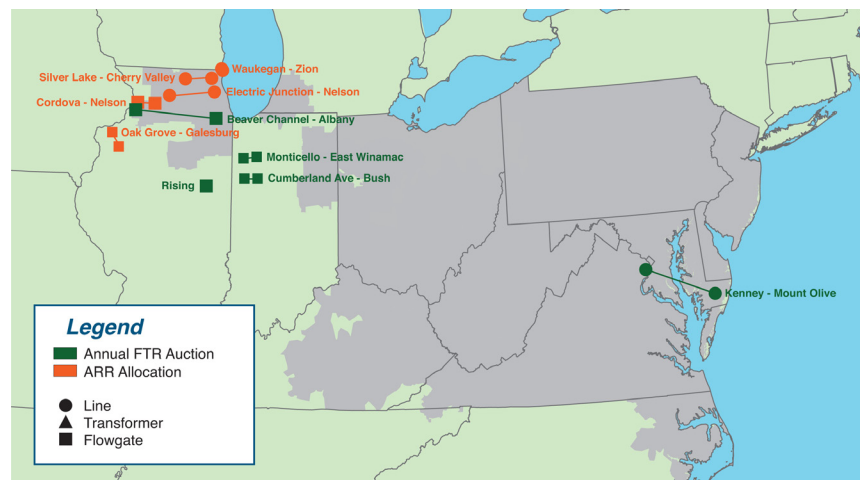 Waukegan - Zion
Silver Lake - Cherry Valley
Electric Junction - Nelson
Cordova - Nelson
Beaver Channel - Albany
Oak Grove - Galesburg
Monticello - East Winamac
Cumberland Ave - Bush
Rising
Kenney - Mount Olive
Legend
Annual FTR Auction
ARR Allocation
Line
Transformer
Flowgate